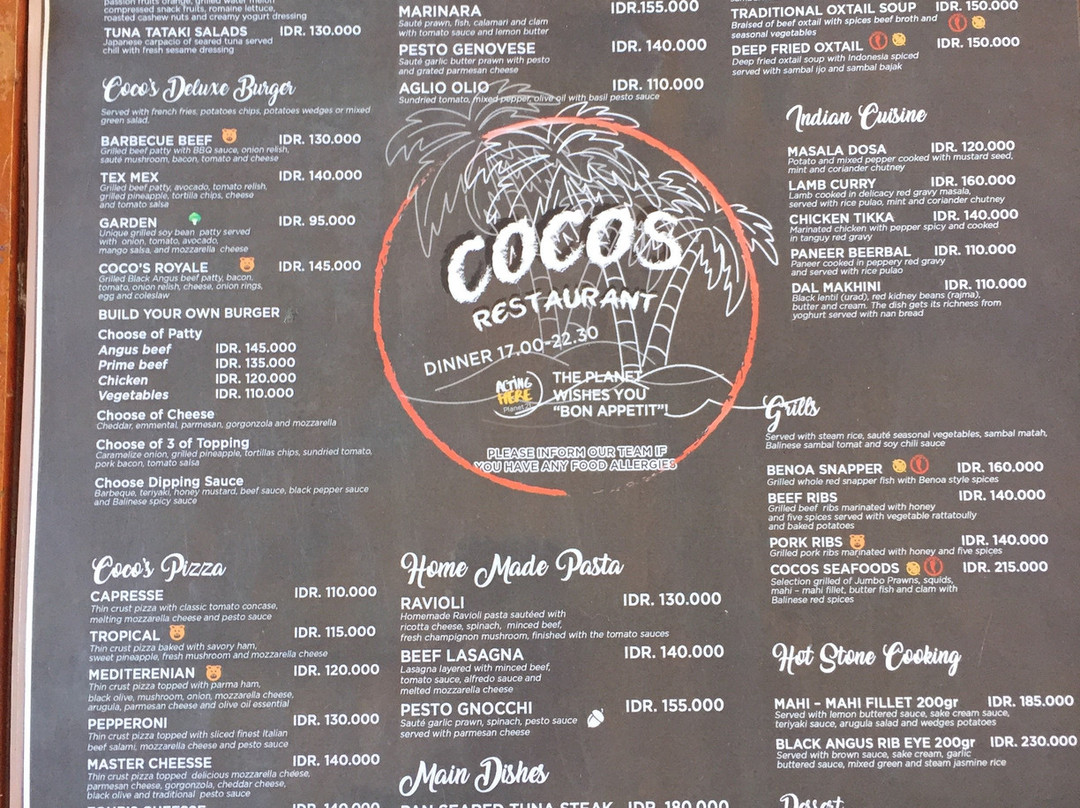 passion fruits orange, grilled water melon
compressed snack fruits, romaine lettuce,
roasted cashew nuts and creamy yogurt dressing
TUNA TATAKI SALADS IDR. 130.000
Japanese carpacio of seared tuna served
chill with fresh sesame dressing
Coco's Deluxe Burger
Served with french fries, potatoes chips, potatoes wedges or mixed
green salad.
BARBECUE BEEF IDR. 130.000
Grilled beef patty with BBQ sauce, onion relish,
sauté mushroom, bacon, tomato and cheese
TEX MEX IDR. 140.000
Grilled beef patty, avocado, tomato relish,
grilled pineapple, tortilla chips, cheese
and tomato salsa
GARDEN IDR. 95.000
Unique grilled soy bean patty served
with onion, tomato, avocado,
mango salsa, and mozzarella cheese
COCO'S ROYALE IDR. 145.000
Grilled Black Angus beef patty, bacon,
tomato, onion relish, cheese, onion rings,
egg and coleslaw
BUILD YOUR OWN BURGER
Choose of Patty
Angus beef IDR. 145.000
Prime beef IDR. 135.000
Chicken IDR. 120.000
Vegetables IDR. 110.000
Choose of Cheese
Cheddar, emmental, parmesan, gorgonzola and mozzarella
Choose of 3 of Topping
Caramelize onion, grilled pineapple, tortillas chips, sundried tomato,
pork bacon, tomato salsa
Choose Dipping Sauce
Barbeque, teriyaki, honey mustard, beef sauce, black pepper sauce
and Balinese spicy sauce
Coco's Pizza
CAPRESSE IDR. 110.000
Thin crust pizza with classic tomato concase,
melting mozzarella cheese and pesto sauce
TROPICAL IDR. 115.000
Thin crust pizza baked with savory ham,
sweet pineapple, fresh mushroom and mozzarella cheese
MEDITERENIAN IDR. 120.000
Thin crust pizza topped with parma ham,
black olive, mushroom, onion, mozzarella cheese,
arugula, parmesan cheese and olive oil essential
PEPPERONI IDR. 130.000
Thin crust pizza topped with sliced finest Italian
beef salami, mozzarella cheese and pesto sauce
MASTER CHEESSE IDR. 140.000
Thin crust pizza topped delicious mozzarella cheese,
parmesan cheese, gorgonzola, cheddar cheese,
black olive and traditional pesto sauce
IDR. 140.000
MARINARA IDR.155.000
Sauté prawn, fish, calamari and clam
with tomato sauce and lemon butter
PESTO GENOVESE IDR. 140.000
Sauté garlic butter prawn with pesto
and grated parmesan cheese
AGLIO OLIO IDR. 110.000
Sundried tomato, mixed pepper, olive oil with basil pesto sauce
COCOS
RESTAURANT
DINNER 17.00-22.30
ACTiNG
HERE
Planet 21
THE PLANET
WISHES YOU
"BON APPETIT"!
PLEASE INFORM OUR TEAM IF
YOU HAVE ANY FOOD ALLERGIES
Home Made Pasta
RAVIOLI IDR. 130.000
Homemade Ravioli pasta sautéed with
ricotta cheese, spinach, minced beef,
fresh champignon mushroom, finished with the tomato sauces
BEEF LASAGNA IDR. 140.000
Lasagna layered with minced beef,
tomato sauce, alfredo sauce and
melted mozzarella cheese
PESTO GNOCCHI IDR. 155.000
Sauté garlic prawn, spinach, pesto sauce
served with parmesan cheese
Main Dishes
PAN SEARED TUNA STEAK IDR. 180.000
TRADITIONAL OXTAIL SOUP IDR. 150.000
Braised of beef oxtail with spices beef broth and
seasonal vegetables
DEEP FRIED OXTAIL IDR. 150.000
Deep fried oxtail soup with Indonesia spiced
served with sambal ijo and sambal bajak
Indian Cuisine
MASALA DOSA IDR. 120.000
Potato and mixed pepper cooked with mustard seed,
mint and coriander chutney
LAMB CURRY IDR. 160.000
Lamb cooked in delicacy red gravy masala,
served with rice pulao, mint and coriander chutney
CHICKEN TIKKA IDR. 140.000
Marinated chicken with pepper spicy and cooked
in tanguy red gravy
PANEER BEERBAL IDR. 110.000
Paneer cooked in peppery red gravy
and served with rice pulao
DAL MAKHINI IDR. 110.000
Black lentil (urad), red kidney beans (rajma),
butter and cream. The dish gets its richness from
yoghurt served with nan bread
Grills
Served with steam rice, sauté seasonal vegetables, sambal matah,
Balinese sambal tomat and soy chili sauce
BENOA SNAPPER IDR. 160.000
Grilled whole red snapper fish with Benoa style spices
BEEF RIBS IDR. 140.000
Grilled beef ribs marinated with honey
and five spices served with vegetable rattatoully
and baked potatoes
PORK RIBS IDR. 140.000
Grilled pork ribs marinated with honey and five spices
COCOS SEAFOODS IDR. 215.000
Selection grilled of Jumbo Prawns, squids,
mahi – mahi fillet, butter fish and clam with
Balinese red spices
Hot Stone Cooking
MAHI – MAHI FILLET 200gr IDR. 185.000
Served with lemon buttered sauce, sake cream sauce,
teriyaki sauce, arugula salad and wedges potatoes
BLACK ANGUS RIB EYE 200gr IDR. 230.000
Served with brown sauce, sake cream, garlic
buttered sauce, mixed green and steam jasmine rice
Dessert